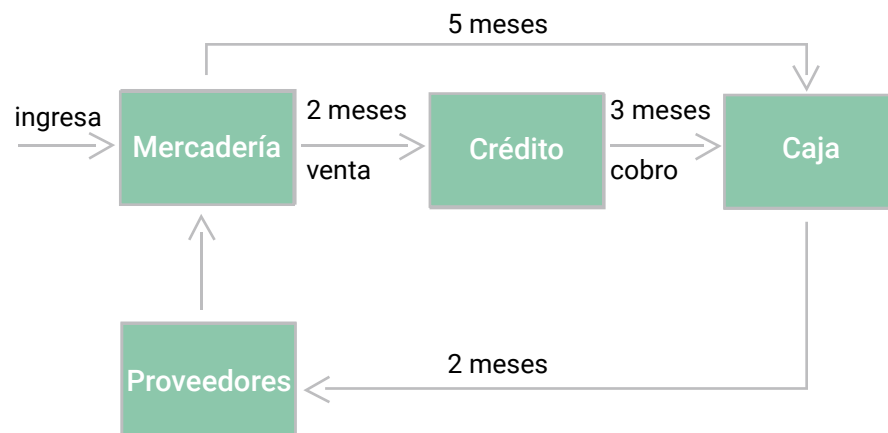 5 meses
ingresa
Mercadería
2 meses
venta
Crédito
3 meses
cobro
Caja
Proveedores
2 meses